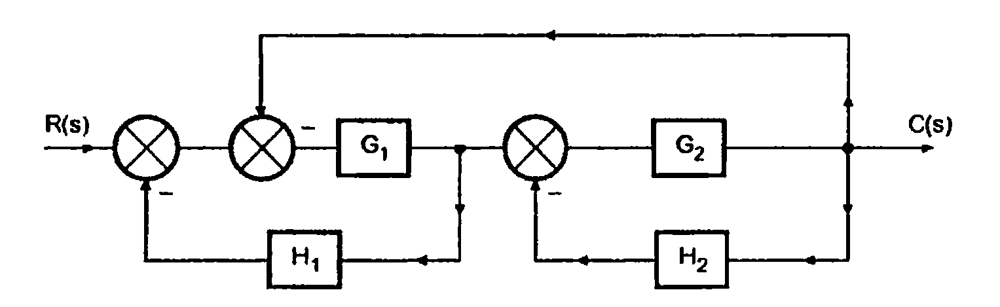 R(s)
−
G₁
G₂
C(s)
−
−
H₁
H₂